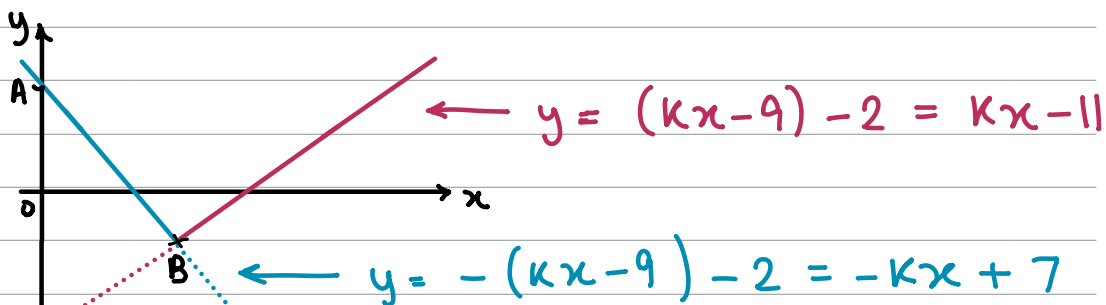 y
A
y = (kx-9) -2 = kx-11
O
x
B
y = -(kx-9) -2 = -kx + 7